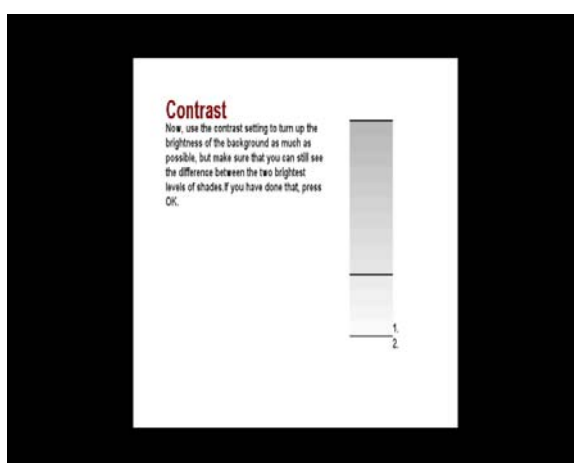 Contrast
Now, use the contrast setting to turn up the
brightness of the background as much as
possible, but make sure that you can still see
the difference between the two brightest
levels of shades.If you have done that, press
OK.
1.
2.